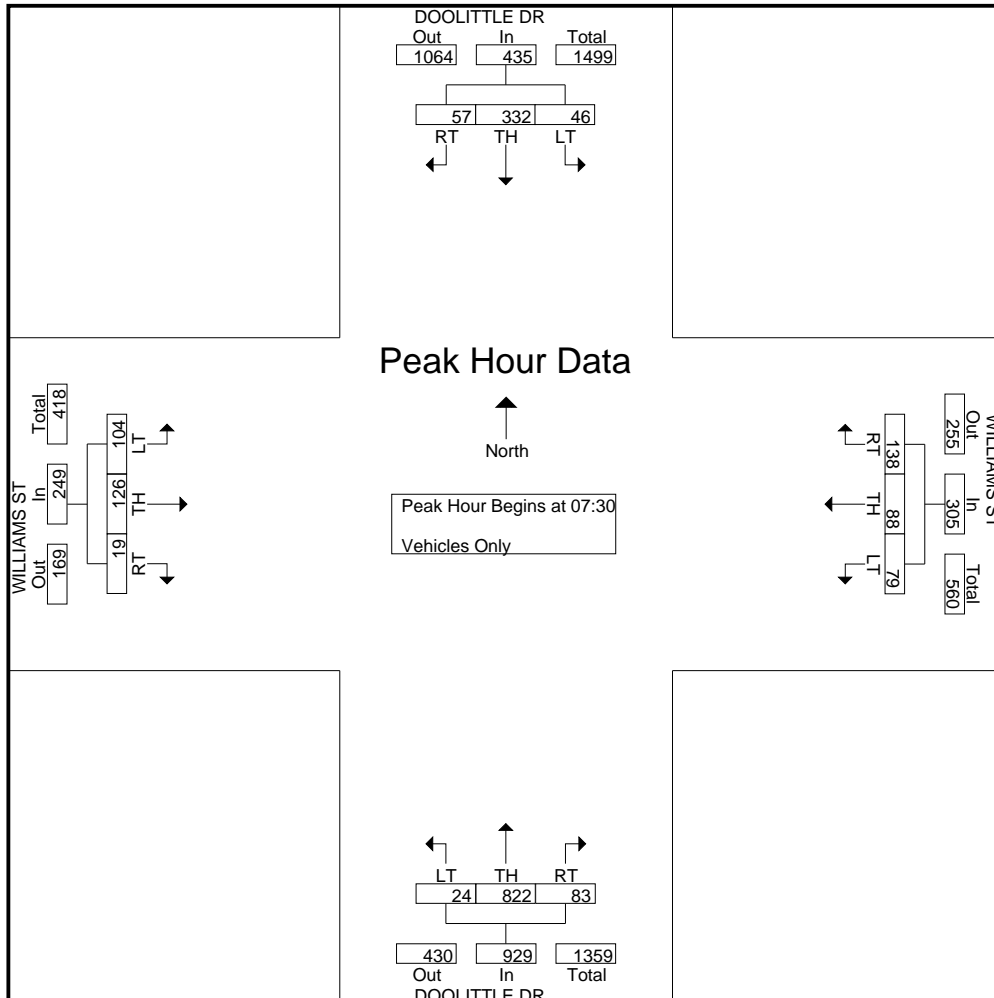 DOOLITTLE DR
Out In Total
1064 435 1499
57 332 46
RT TH LT
Peak Hour Data
North
Peak Hour Begins at 07:30
Vehicles Only
WILLIAMS ST
Out In Total
169 249 418
19 126 104
RT TH LT
WILLIAMS ST
Out In Total
255 305 560
138 88 79
RT TH LT
LT TH RT
24 822 83
430 929 1359
Out In Total
DOOLITTLE DR